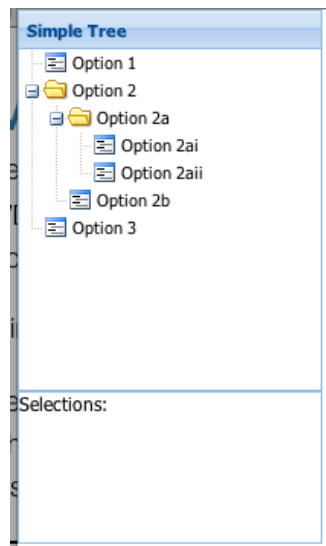 Simple Tree
Option 1
Option 2
Option 2a
Option 2ai
Option 2aii
Option 2b
Option 3
Selections: